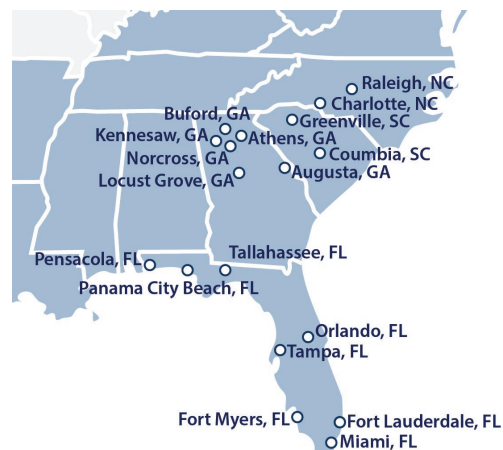 Raleigh, NC
Charlotte, NC
Buford, GA
Greenville, SC
Kennesaw, GA
Athens, GA
Norcross, GA
Coumbia, SC
Locust Grove, GA
Augusta, GA
Pensacola, FL
Tallahassee, FL
Panama City Beach, FL
Orlando, FL
Tampa, FL
Fort Myers, FL
Fort Lauderdale, FL
Miami, FL